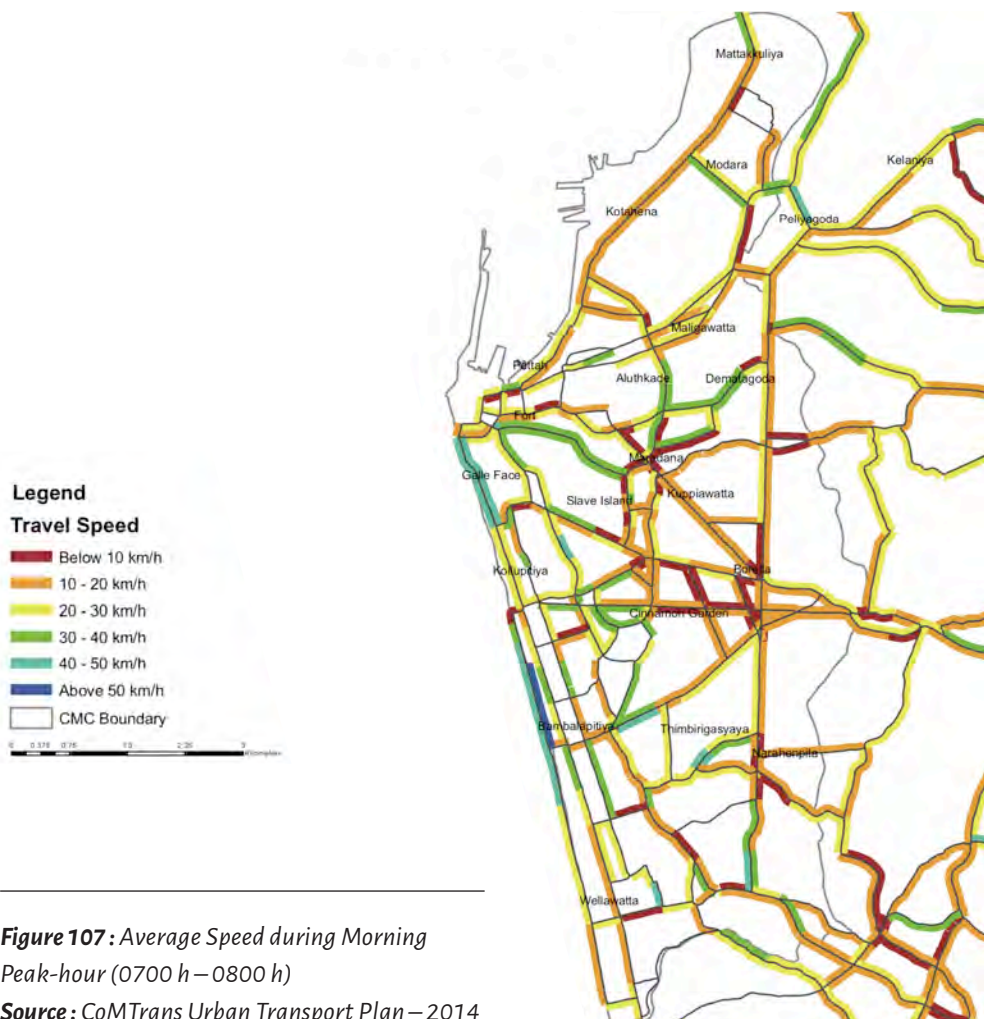 Mattakkuliya
Modara
Kelaniya
Kotahena
Peliyagoda
Maligawatta
Pettah
Aluthkade
Dematagoda
Fort
Maradana
Galle Face
Slave Island
Kuppiawatta
Kollupitiya
Borella
Cinnamon Gurden
Bambalapitiya
Thimbirigasyaya
Narahenpita
Wellawatta
Legend
Travel Speed
Below 10 km/h
10 - 20 km/h
20 - 30 km/h
30 - 40 km/h
40 - 50 km/h
Above 50 km/h
CMC Boundary
Figure 107 : Average Speed during Morning
Peak-hour (0700 h – 0800 h)
Source : CoMTrans Urban Transport Plan – 2014